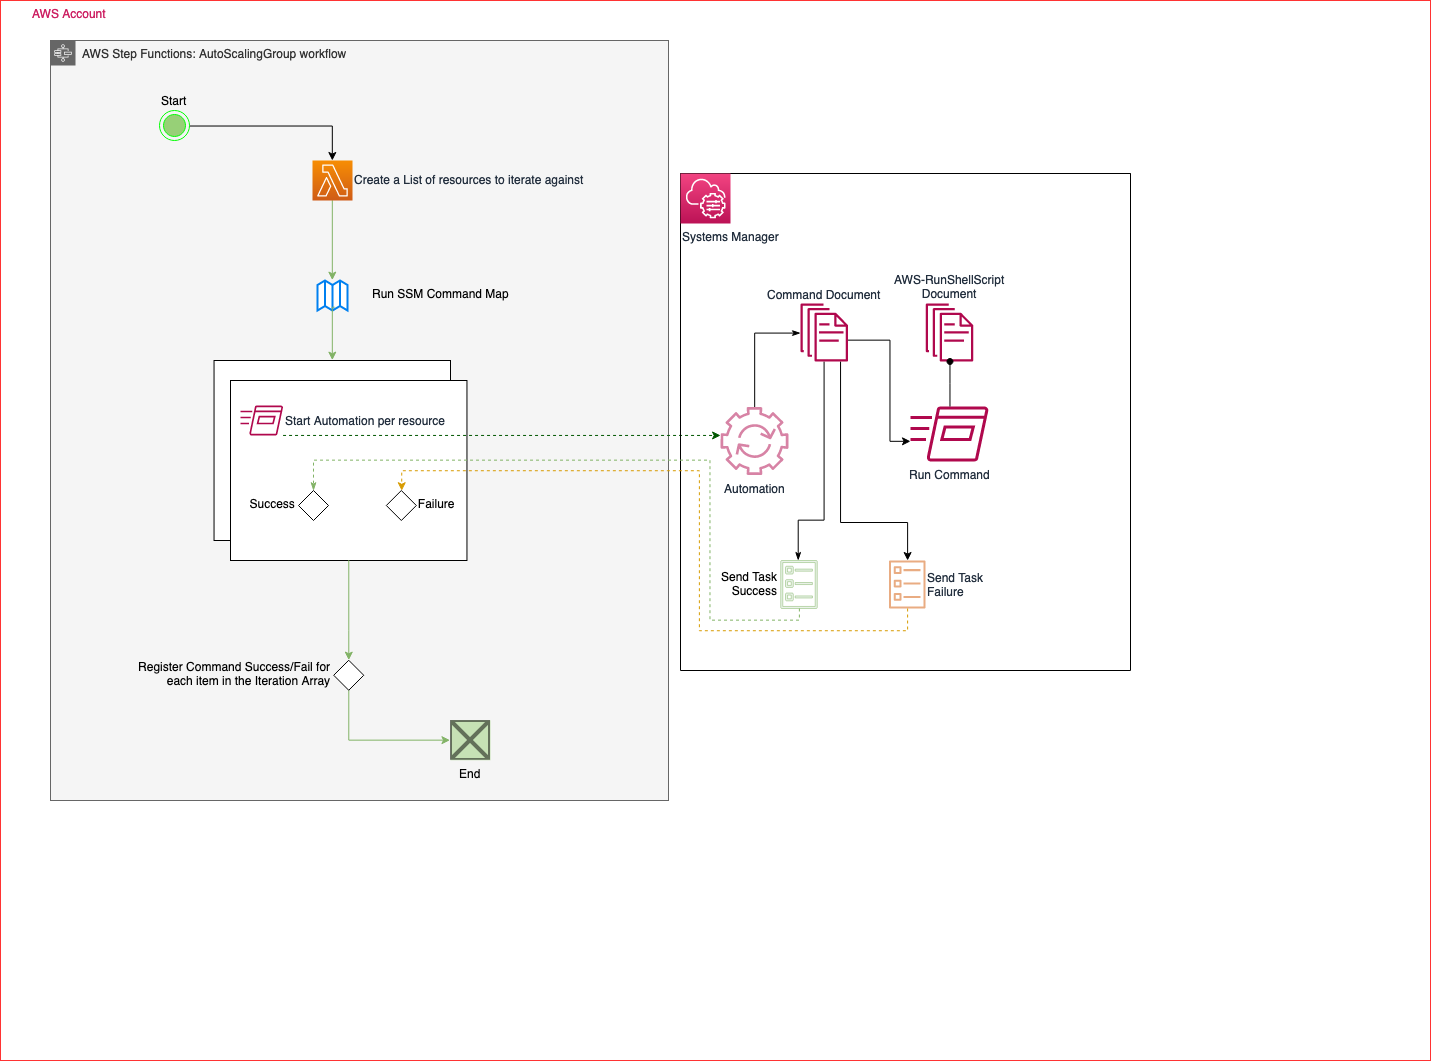 AWS Account
AWS Step Functions: AutoScalingGroup workflow
Start
Create a List of resources to iterate against
Systems Manager
Run SSM Command Map
Command Document
AWS-RunShellScript
Document
Start Automation per resource
Automation
Run Command
Success
Failure
Send Task
Success
Send Task
Failure
Register Command Success/Fail for
each item in the Iteration Array
End